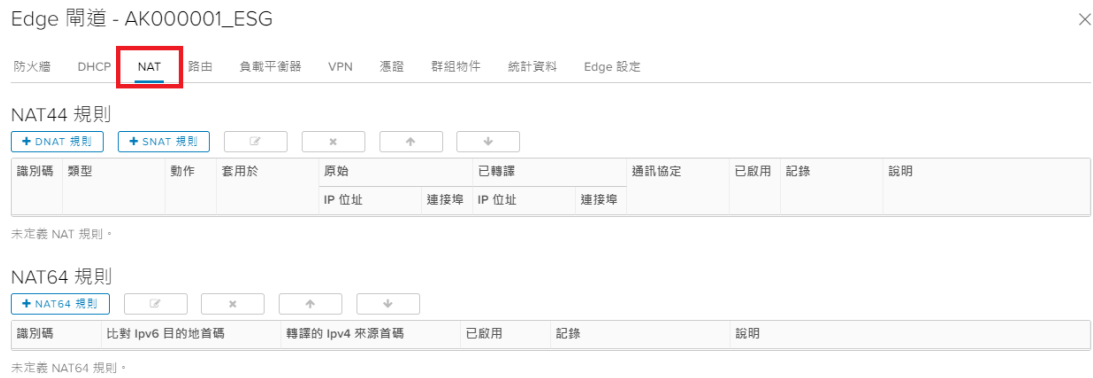 Edge 閘道 - AK000001_ESG
防火牆 DHCP NAT 路由 負載平衡器 VPN 憑證 群組物件 統計資料 Edge 設定
NAT44 規則
+ DNAT 規則 + SNAT 規則
識別碼 類型 動作 套用於 原始 已轉譯 通訊協定 已啟用 記錄 說明
IP 位址 連接埠 IP 位址 連接埠
未定義 NAT 規則。
NAT64 規則
+ NAT64 規則
識別碼 比對 Ipv6 目的地首碼 轉譯的 Ipv4 來源首碼 已啟用 記錄 說明
未定義 NAT64 規則。